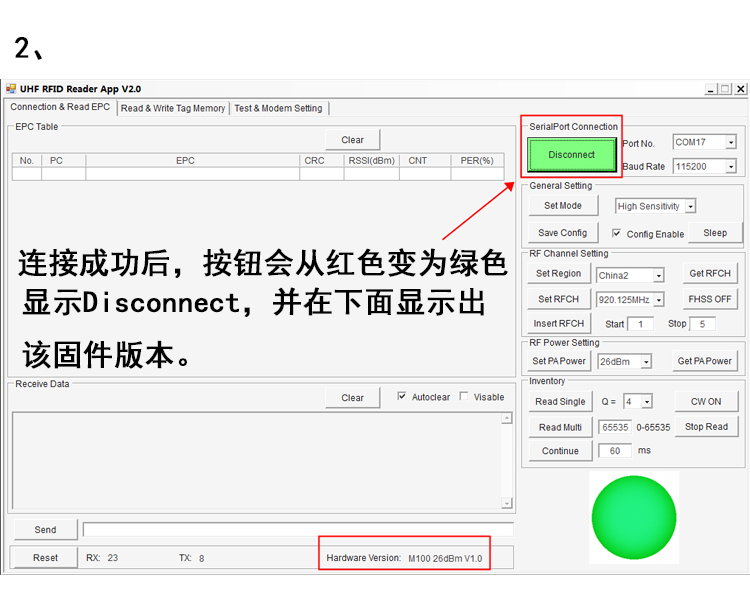 2、
UHF RFID Reader App V2.0
Connection & Read EPC
Read & Write Tag Memory
Test & Modem Setting
EPC Table
Clear
No. PC EPC CRC RSSI(dBm) CNT PER(%)
连接成功后，按钮会从红色变为绿色
显示Disconnect，并在下面显示出
该固件版本。
SerialPort Connection
Disconnect
Port No. COM17
Baud Rate 115200
General Setting
Set Mode High Sensitivity
Save Config Config Enable Sleep
RF Channel Setting
Set Region China2 Get RFCH
Set RFCH 920.125MHz FHSS OFF
Insert RFCH Start 1 Stop 5
RF Power Setting
Set PA Power 26dBm Get PA Power
Inventory
Read Single Q = 4 CW ON
Read Multi 65535 0-65535 Stop Read
Continue 60 ms
Receive Data
Clear Autoclear Visable
Send
Reset RX: 23 TX: 8 Hardware Version: M100 26dBm V1.0